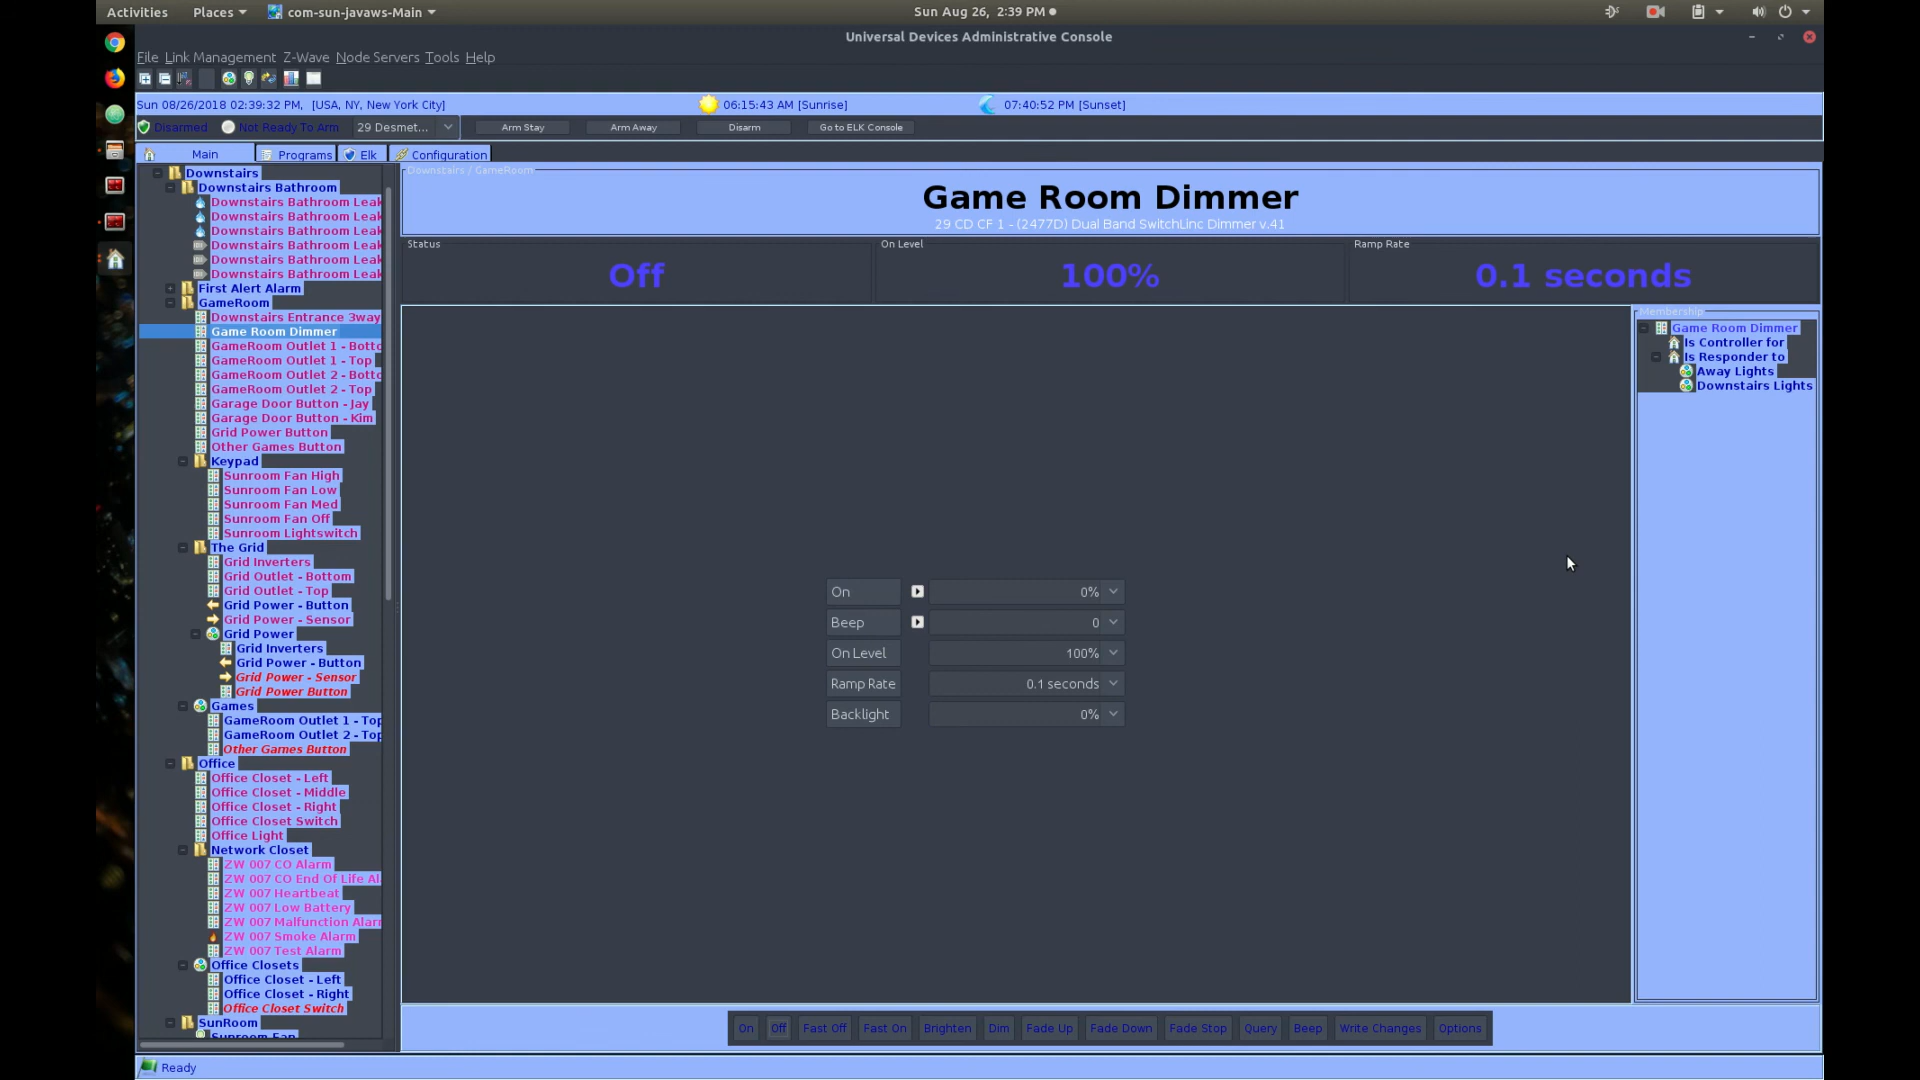 Activities Places com-sun-javaws-Main Sun Aug 26, 2:39 PM
Universal Devices Administrative Console
File Link Management Z-Wave Node Servers Tools Help
Sun 08/26/2018 02:39:32 PM, [USA, NY, New York City] 06:15:43 AM [Sunrise] 07:40:52 PM [Sunset]
Disarmed Not Ready To Arm 29 Desmet... Arm Stay Arm Away Disarm Go to ELK Console
Main Programs Elk Configuration
Downstairs
Downstairs Bathroom
Downstairs Bathroom Leak
Downstairs Bathroom Leak
Downstairs Bathroom Leak
Downstairs Bathroom Leak
Downstairs Bathroom Leak
Downstairs Bathroom Leak
First Alert Alarm
GameRoom
Downstairs Entrance 3way
Game Room Dimmer
GameRoom Outlet 1 - Botto
GameRoom Outlet 1 - Top
GameRoom Outlet 2 - Botto
GameRoom Outlet 2 - Top
Garage Door Button - Jay
Garage Door Button - Kim
Grid Power Button
Other Games Button
Keypad
Sunroom Fan High
Sunroom Fan Low
Sunroom Fan Med
Sunroom Fan Off
Sunroom Lightswitch
The Grid
Grid Inverters
Grid Outlet - Bottom
Grid Outlet - Top
Grid Power - Button
Grid Power - Sensor
Grid Power
Grid Inverters
Grid Power - Button
Grid Power - Sensor
Grid Power Button
Games
GameRoom Outlet 1 - Top
GameRoom Outlet 2 - Top
Other Games Button
Office
Office Closet - Left
Office Closet - Middle
Office Closet - Right
Office Closet Switch
Office Light
Network Closet
ZW 007 CO Alarm
ZW 007 CO End Of Life Al
ZW 007 Heartbeat
ZW 007 Low Battery
ZW 007 Malfunction Alarm
ZW 007 Smoke Alarm
ZW 007 Test Alarm
Office Closets
Office Closet - Left
Office Closet - Right
Office Closet Switch
SunRoom
Sunroom Fan
Downstairs / GameRoom
Game Room Dimmer
29 CD CF 1 - (2477D) Dual Band SwitchLinc Dimmer v.41
Status On Level Ramp Rate
Off 100% 0.1 seconds
On 0%
Beep 0
On Level 100%
Ramp Rate 0.1 seconds
Backlight 0%
Membership
Game Room Dimmer
Is Controller for
Is Responder to
Away Lights
Downstairs Lights
On Off Fast Off Fast On Brighten Dim Fade Up Fade Down Fade Stop Query Beep Write Changes Options
Ready